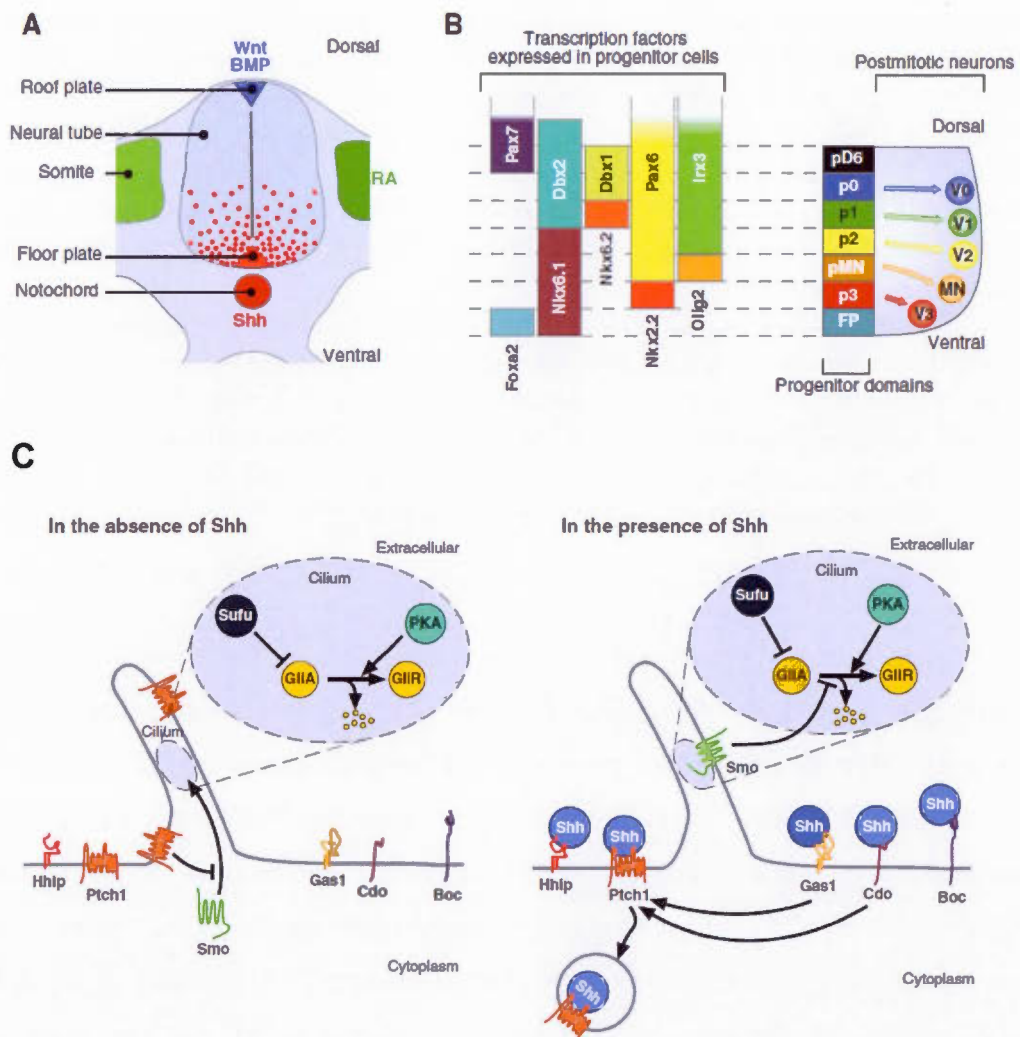 A
Wnt
BMP
Dorsal
Roof plate
Neural tube
Somite
RA
Floor plate
Notochord
Shh
Ventral
B
Transcription factors
expressed in progenitor cells
Postmitotic neurons
Dorsal
Pax7
Dbx2
Dbx1
Pax6
Irx3
Nkx6.1
Nkx6.2
Foxa2
Nkx2.2
Olig2
pD6
p0
V0
p1
V1
p2
V2
pMN
MN
p3
V3
FP
Ventral
Progenitor domains
C
In the absence of Shh
Extracellular
Cilium
Sufu
PKA
GliA
GliR
Cilium
Hhip
Ptch1
Gas1
Cdo
Boc
Smo
Cytoplasm
In the presence of Shh
Extracellular
Cilium
Sufu
PKA
GliA
GliR
Smo
Shh
Shh
Shh
Shh
Shh
Hhip
Ptch1
Gas1
Cdo
Boc
Shh
Cytoplasm